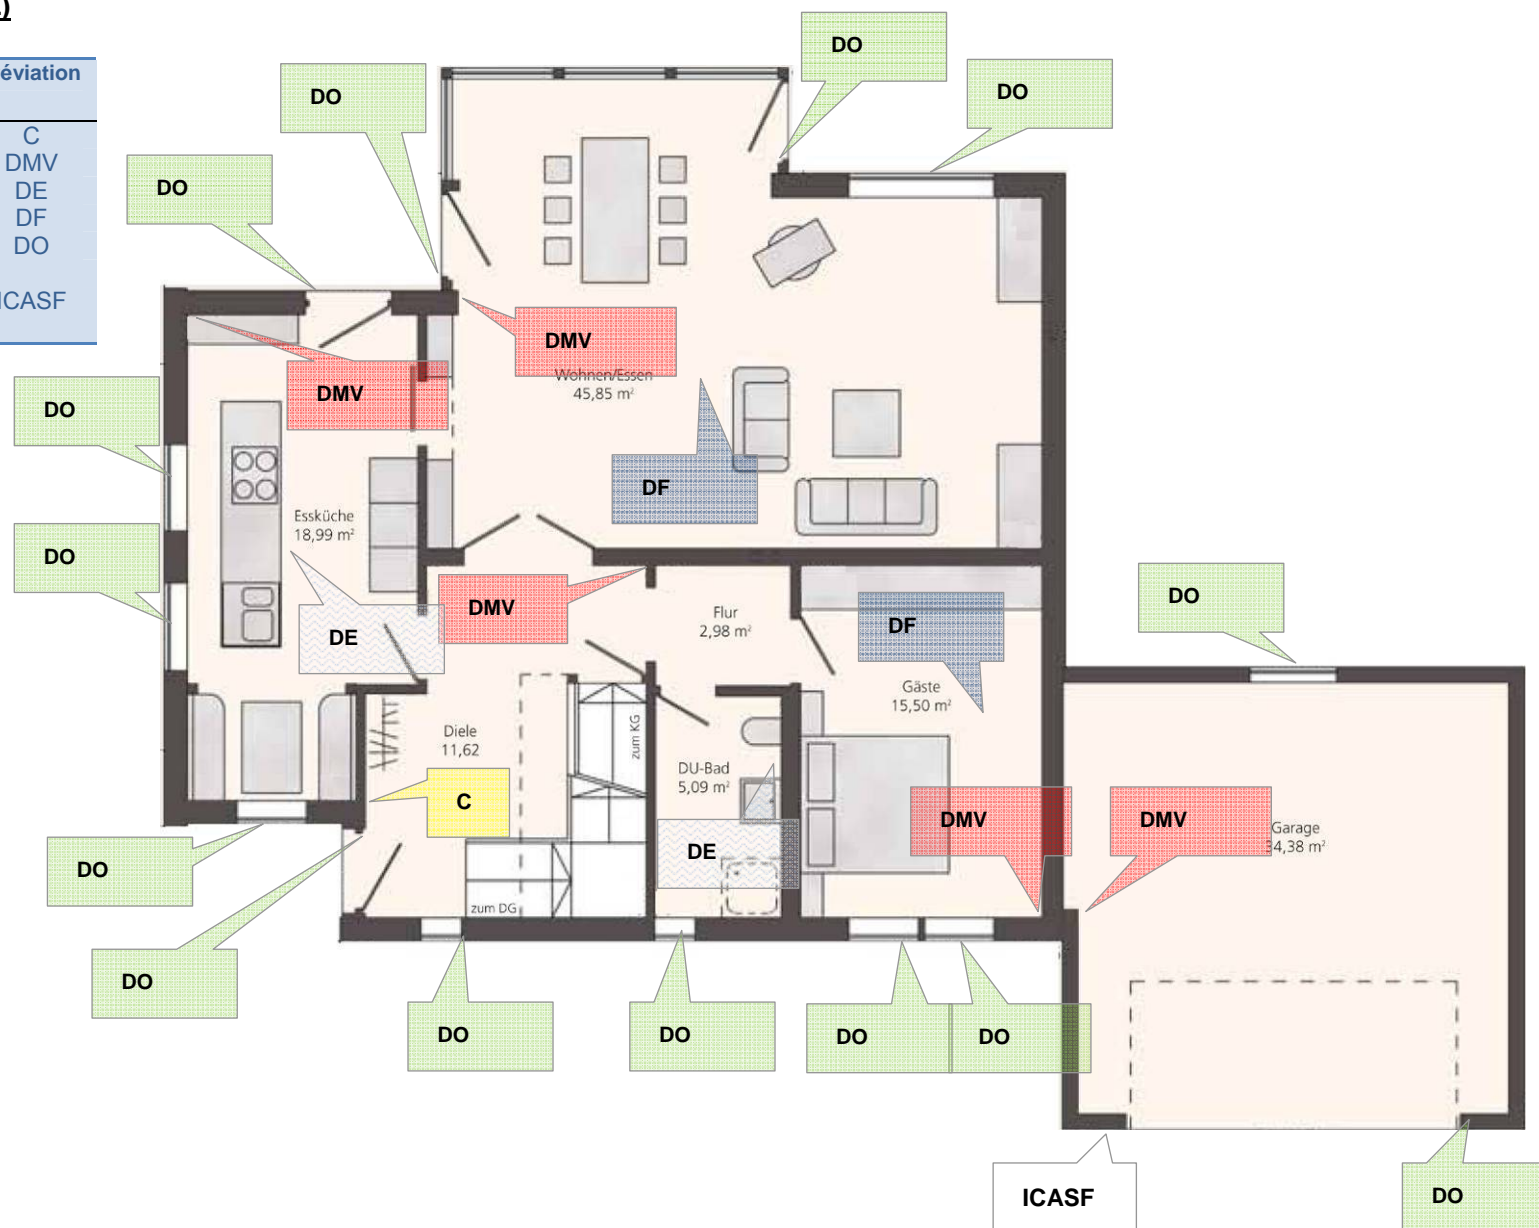 éviation
C
DMV
DE
DF
DO
ICASF
DO
DO
DO
DO
DMV
DMV
Wohnen/Essen
45,85 m²
DO
DF
Essküche
18,99 m²
DO
DMV
DE
Flur
2,98 m²
DF
DO
Gäste
15,50 m²
Diele
11,62
zum KG
DU-Bad
5,09 m²
C
DMV
DMV
Garage
34,38 m²
DE
DO
zum DG
DO
DO
DO
DO
DO
ICASF
DO